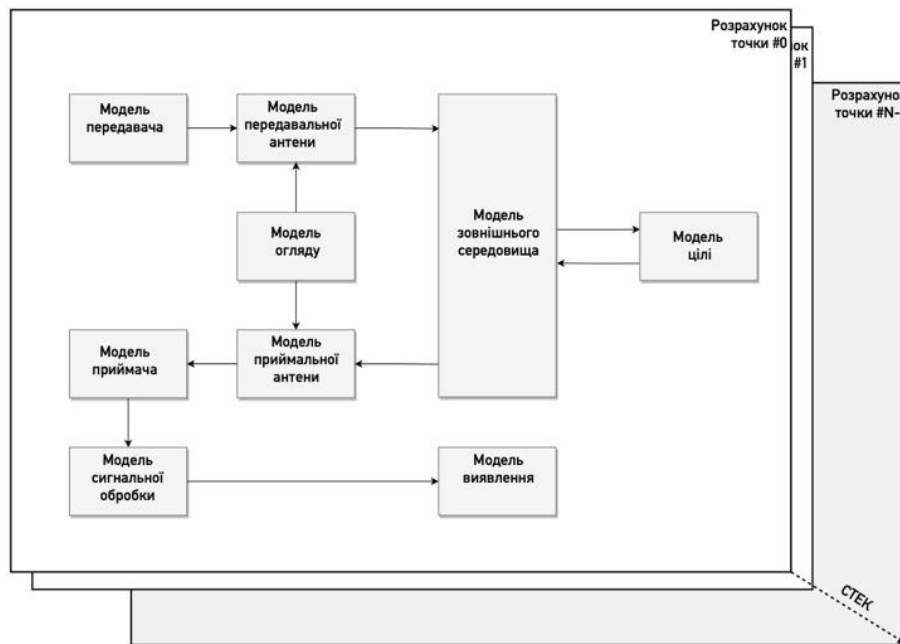 Розрахунок
точки #0
ок
#1
Розрахунок
точки #N-
Модель
передавача
Модель
передавальної
антени
Модель
зовнішнього
середовища
Модель
огляду
Модель
цілі
Модель
приймача
Модель
приймальної
антени
Модель
сигнальної
обробки
Модель
виявлення
СТЕК